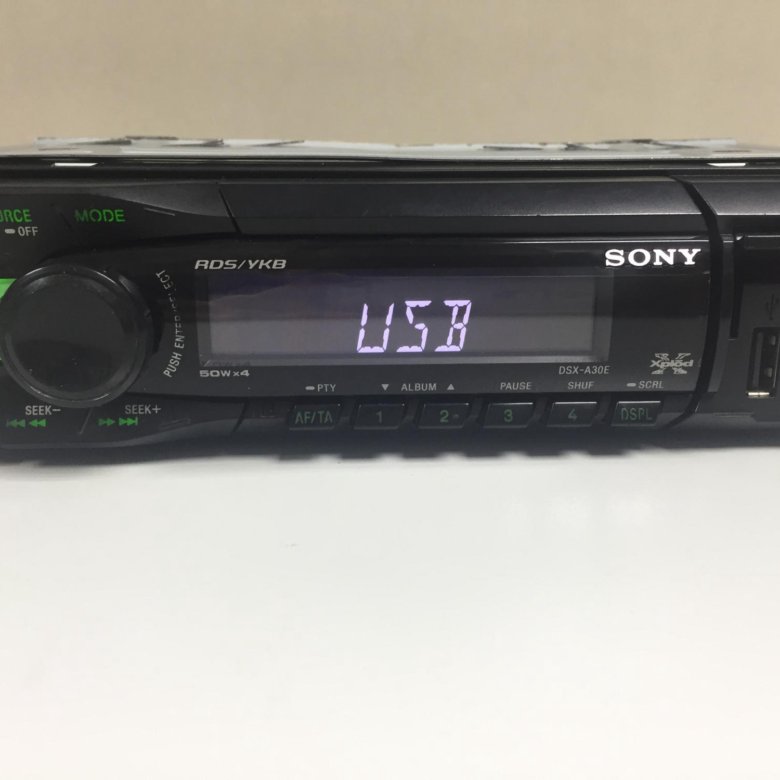 URCE
MODE
OFF
RDS/УКВ
SONY
PUSH ENTER/SELECT
USB
Xplod
50W×4
DSX-A30E
PTY
▼ ALBUM ▲
PAUSE
SHUF
SCRL
SEEK−
SEEK+
AF/TA
1
2
3
4
DSPL